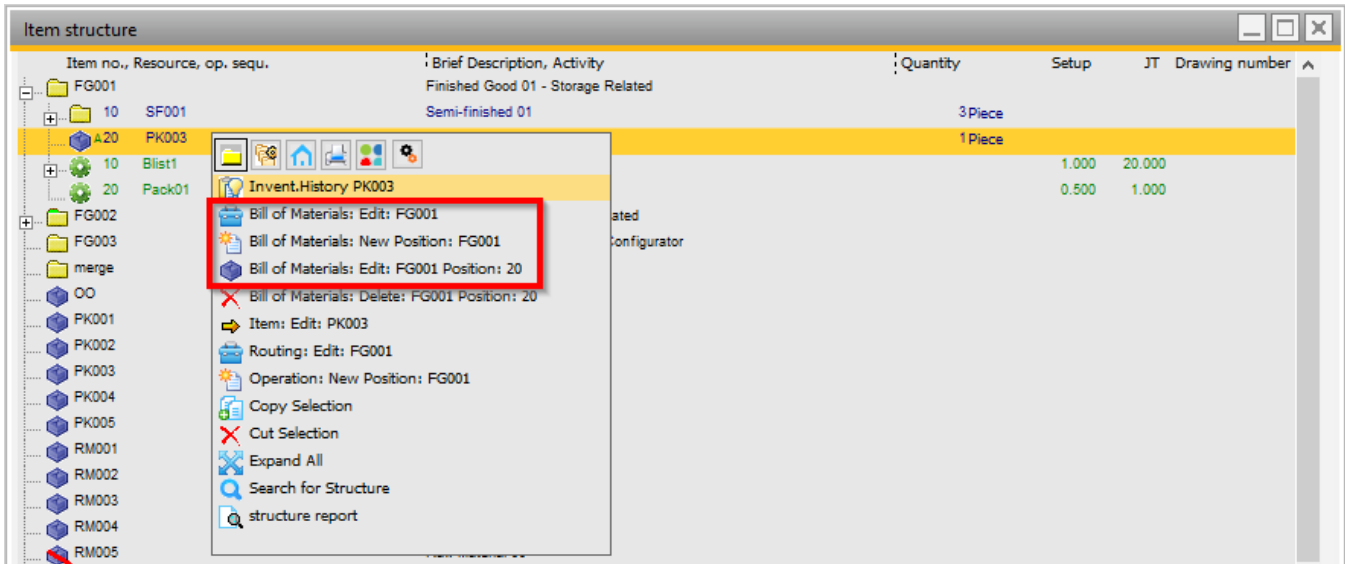 Item structure
Item no., Resource, op. sequ. Brief Description, Activity Quantity Setup JT Drawing number
FG001 Finished Good 01 - Storage Related
10 SF001 Semi-finished 01 3 Piece
A20 PK003 1 Piece
10 Blist1 1.000 20.000
20 Pack01 0.500 1.000
FG002 ated
FG003 Configurator
merge
OO
PK001
PK002
PK003
PK004
PK005
RM001
RM002
RM003
RM004
RM005
Invent.History PK003
Bill of Materials: Edit: FG001
Bill of Materials: New Position: FG001
Bill of Materials: Edit: FG001 Position: 20
Bill of Materials: Delete: FG001 Position: 20
Item: Edit: PK003
Routing: Edit: FG001
Operation: New Position: FG001
Copy Selection
Cut Selection
Expand All
Search for Structure
structure report